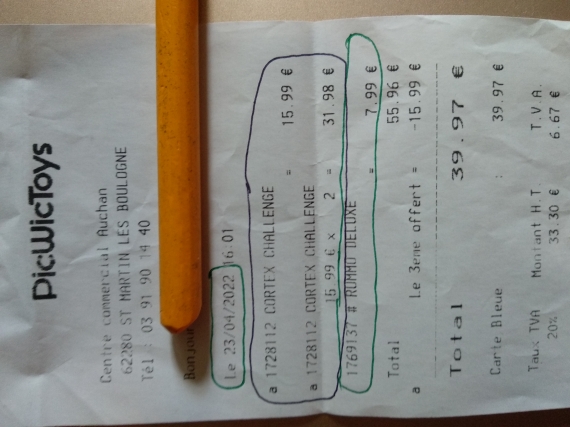 PicWicToys
Centre commercial Auchan
62280 ST MARTIN LES BOULOGNE
Tél : 03 91 90 14 40
Bonjour
Le 23/04/2022 16:01
a 1728112 CORTEX CHALLENGE = 15.99 €
a 1728112 CORTEX CHALLENGE
15.99 € x 2 = 31.98 €
1769137 # RUMMO DELUXE = 7.99 €
Total 55.96 €
a Le 3eme offert = -15.99 €
Total 39.97 €
Carte Bleue : 39.97 €
Taux TVA Montant H.T. T.V.A.
20% 33.30 € 6.67 €